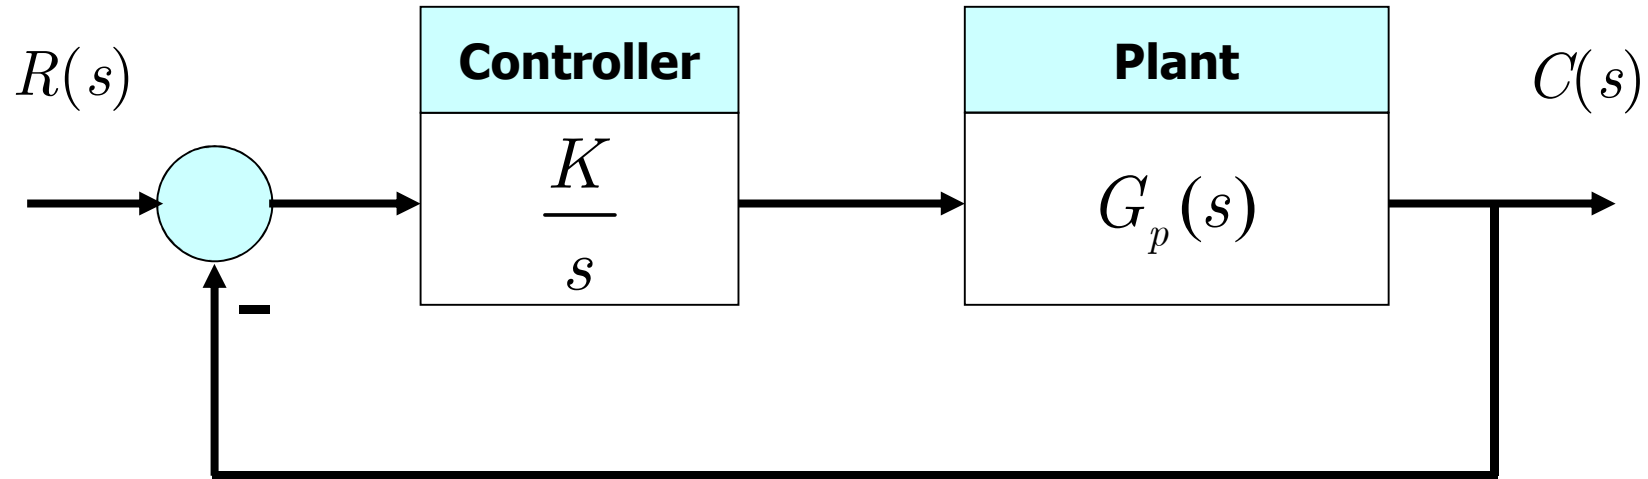 R(s)
Controller
K
s
Plant
G_p(s)
C(s)
-